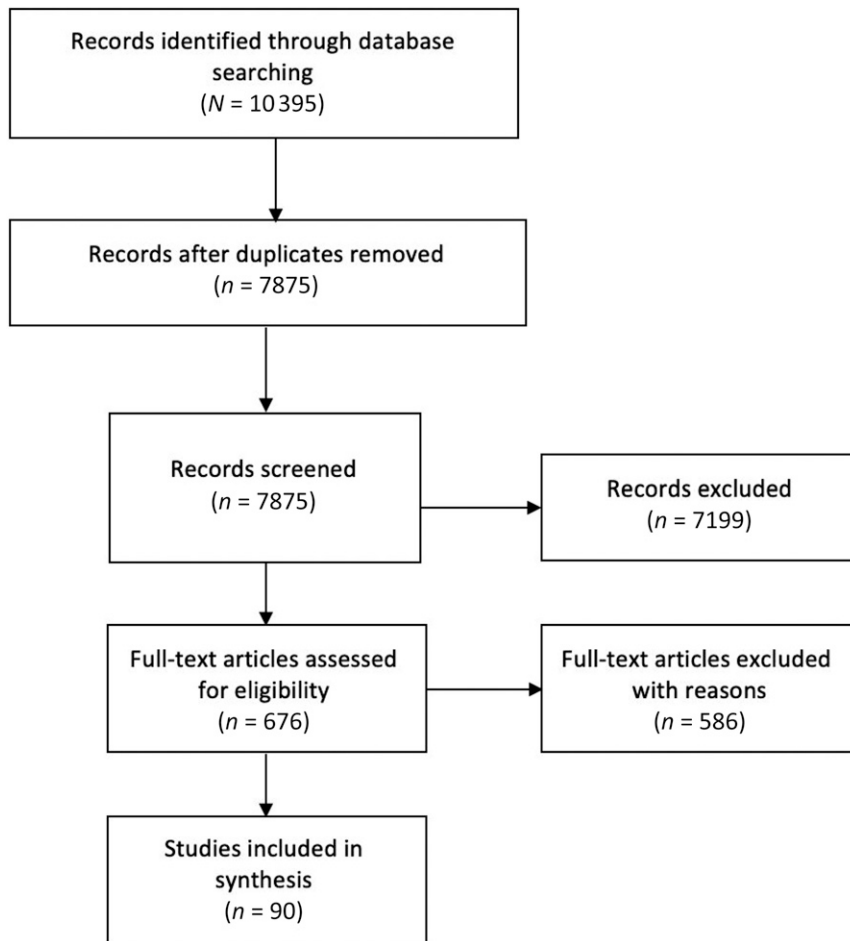 Records identified through database
searching
(N = 10 395)
Records after duplicates removed
(n = 7875)
Records screened
(n = 7875)
Records excluded
(n = 7199)
Full-text articles assessed
for eligibility
(n = 676)
Full-text articles excluded
with reasons
(n = 586)
Studies included in
synthesis
(n = 90)